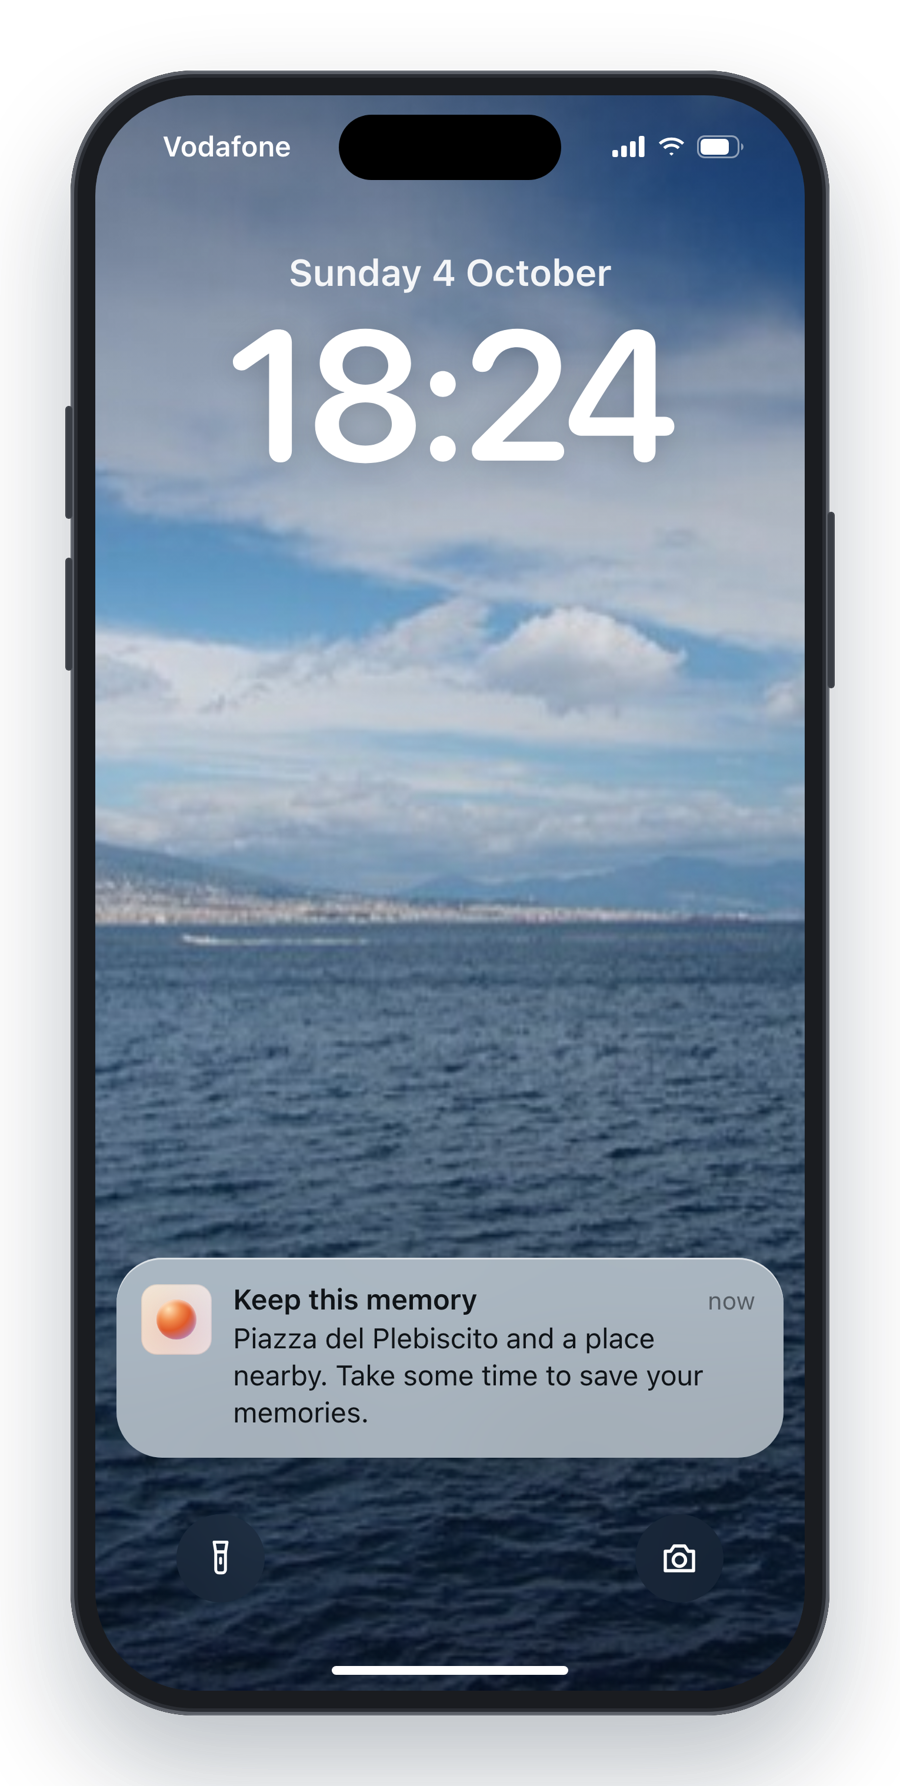 Vodafone
Sunday 4 October
18:24
Keep this memory
now
Piazza del Plebiscito and a place
nearby. Take some time to save your
memories.